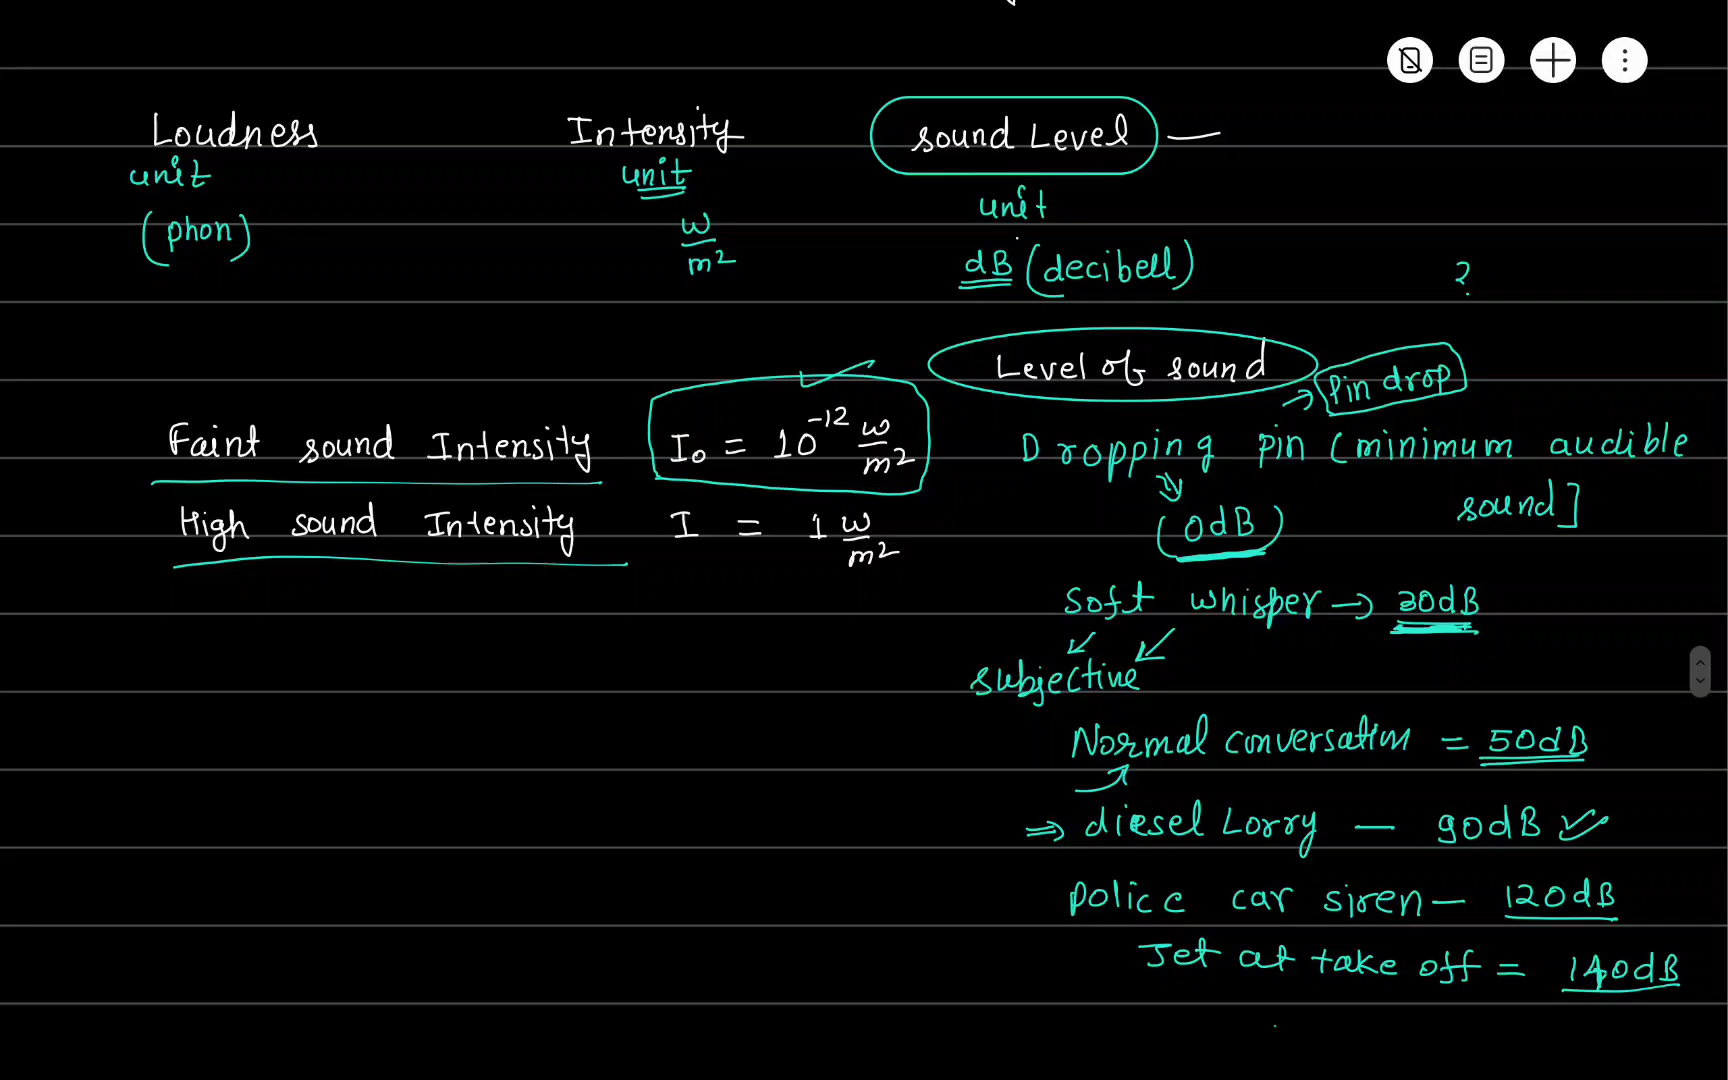 Loudness Intensity sound Level —
unit unit unit
(phon) w/m² dB (decibell) ?
Level of sound
→ Pin drop
Faint sound Intensity I₀ = 10⁻¹² w/m² Dropping pin (minimum audible
sound]
High sound Intensity I = 1 w/m² (0dB)
Soft whisper → 30dB
subjective
Normal conversation = 50dB
⇒ diesel Lorry — 90dB ✓
police car siren — 120dB
Jet at take off = 140dB